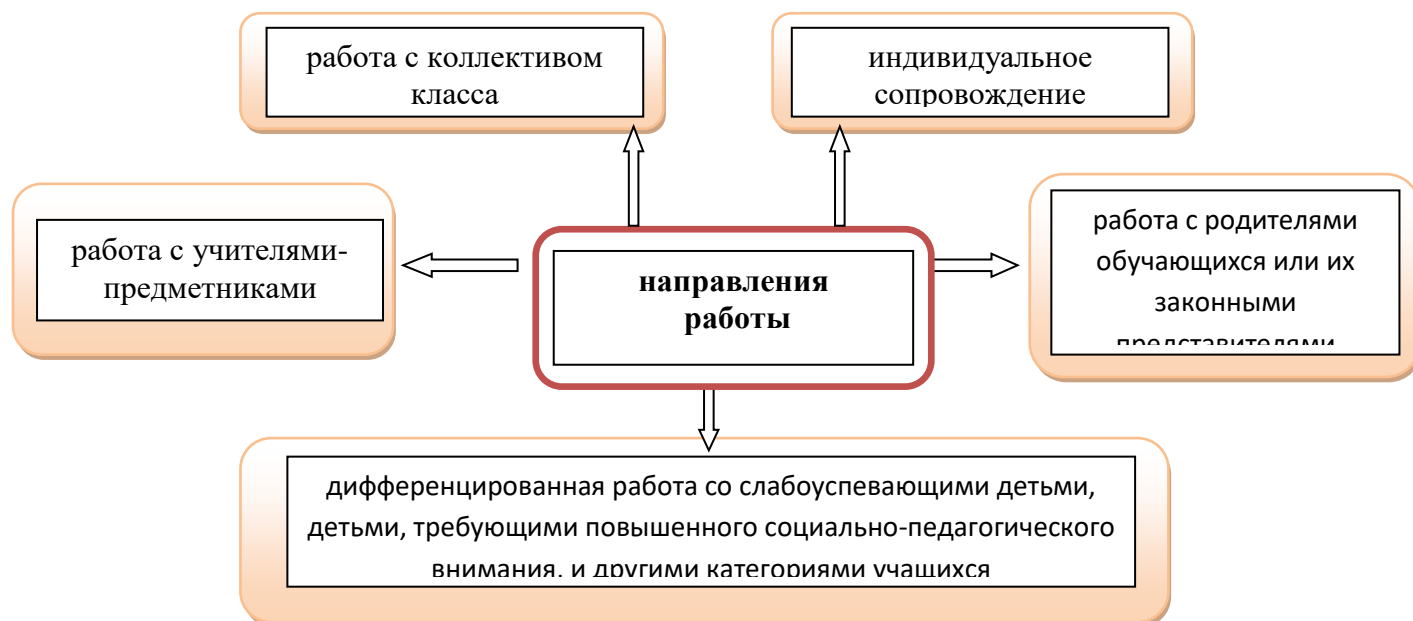 работа с коллективом
класса
индивидуальное
сопровождение
работа с учителями-
предметниками
направления
работы
работа с родителями
обучающихся или их
законными
представителями
дифференцированная работа со слабоуспевающими детьми,
детьми, требующими повышенного социально-педагогического
внимания, и другими категориями учащихся